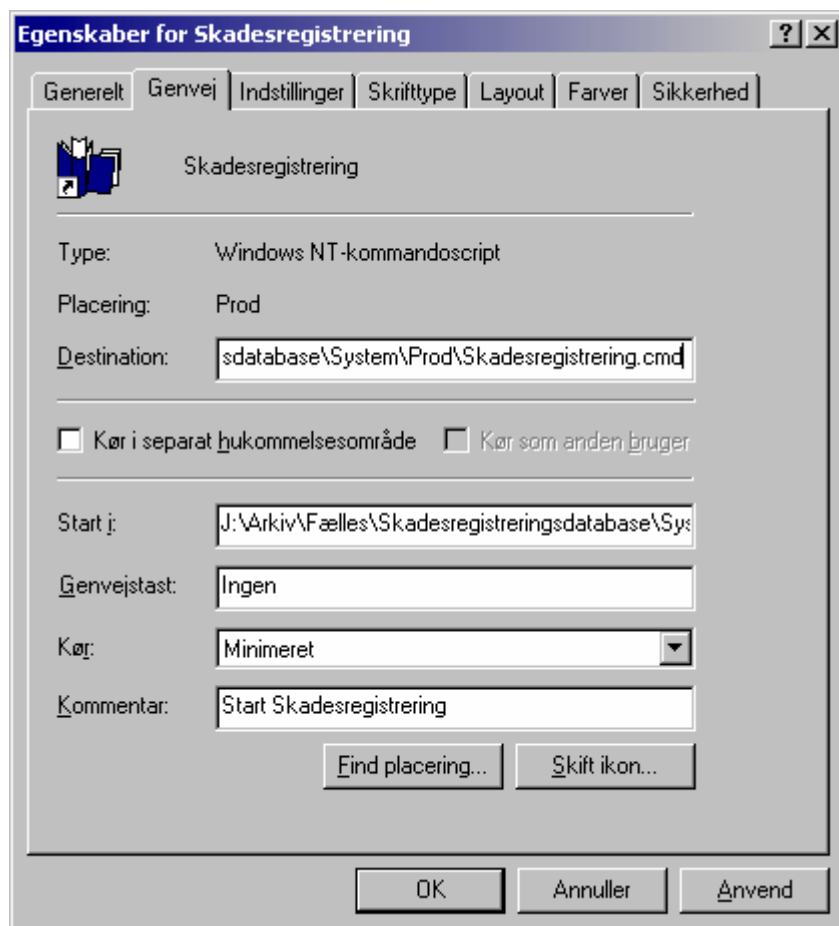 Egenskaber for Skadesregistrering
Generelt Genvej Indstillinger Skrifttype Layout Farver Sikkerhed
Skadesregistrering
Type: Windows NT-kommandoscript
Placering: Prod
Destination: sdatabase\System\Prod\Skadesregistrering.cmd
Kør i separat hukommelsesområde Kør som anden bruger
Start i: J:\Arkiv\Fælles\Skadesregistreringsdatabase\Sys
Genvejstast: Ingen
Kør: Minimeret
Kommentar: Start Skadesregistrering
Find placering... Skift ikon...
OK Annuller Anvend